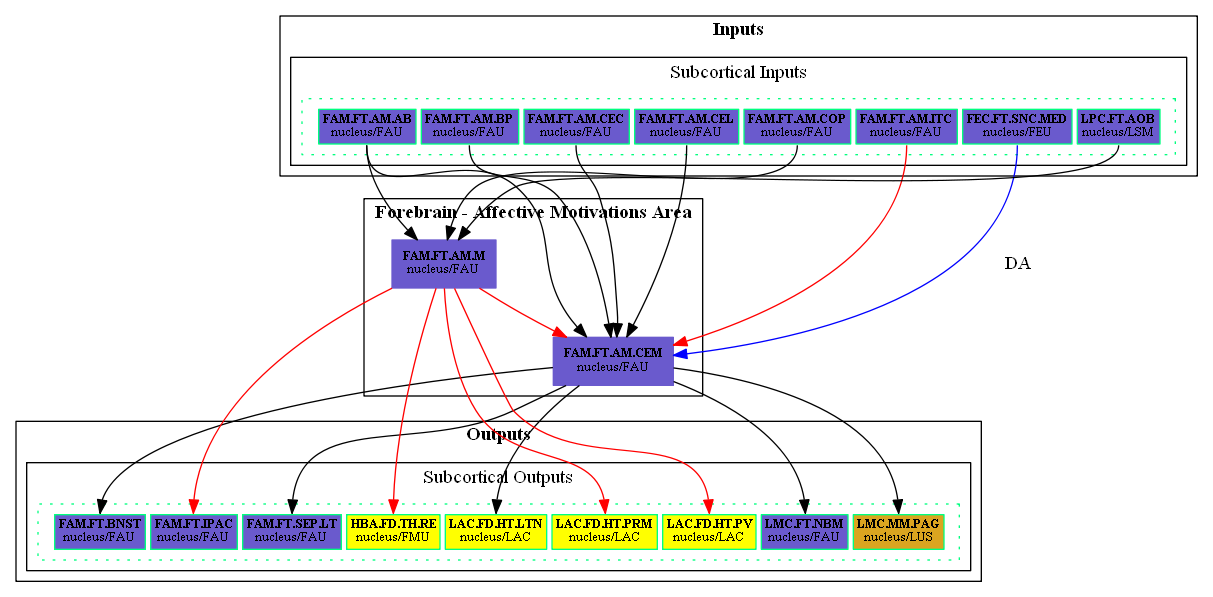 Inputs
Subcortical Inputs
FAM.FT.AM.AB
nucleus/FAU
FAM.FT.AM.BP
nucleus/FAU
FAM.FT.AM.CEC
nucleus/FAU
FAM.FT.AM.CEL
nucleus/FAU
FAM.FT.AM.COP
nucleus/FAU
FAM.FT.AM.ITC
nucleus/FAU
FEC.FT.SNC.MED
nucleus/FEU
LPC.FT.AOB
nucleus/LSM
Forebrain - Affective Motivations Area
FAM.FT.AM.M
nucleus/FAU
DA
FAM.FT.AM.CEM
nucleus/FAU
Outputs
Subcortical Outputs
FAM.FT.BNST
nucleus/FAU
FAM.FT.IPAC
nucleus/FAU
FAM.FT.SEP.LT
nucleus/FAU
HBA.FD.TH.RE
nucleus/FMU
LAC.FD.HT.LTN
nucleus/LAC
LAC.FD.HT.PRM
nucleus/LAC
LAC.FD.HT.PV
nucleus/LAC
LMC.FT.NBM
nucleus/FAU
LMC.MM.PAG
nucleus/LUS